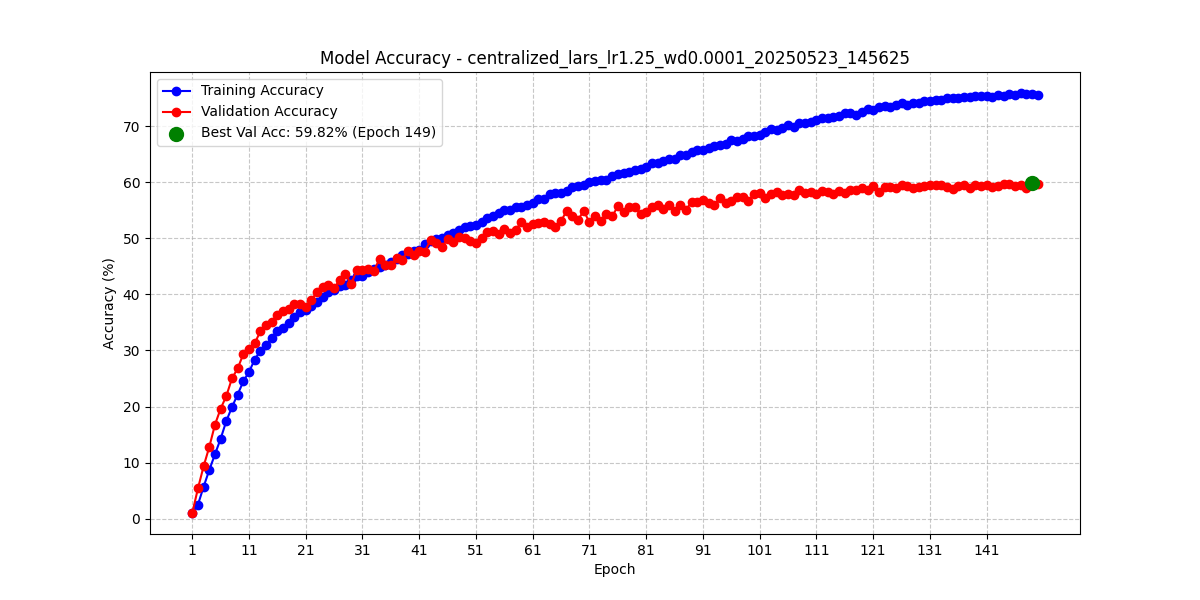 Model Accuracy - centralized_lars_lr1.25_wd0.0001_20250523_145625
Training Accuracy
Validation Accuracy
Best Val Acc: 59.82% (Epoch 149)
Accuracy (%)
70
60
50
40
30
20
10
0
1 11 21 31 41 51 61 71 81 91 101 111 121 131 141
Epoch